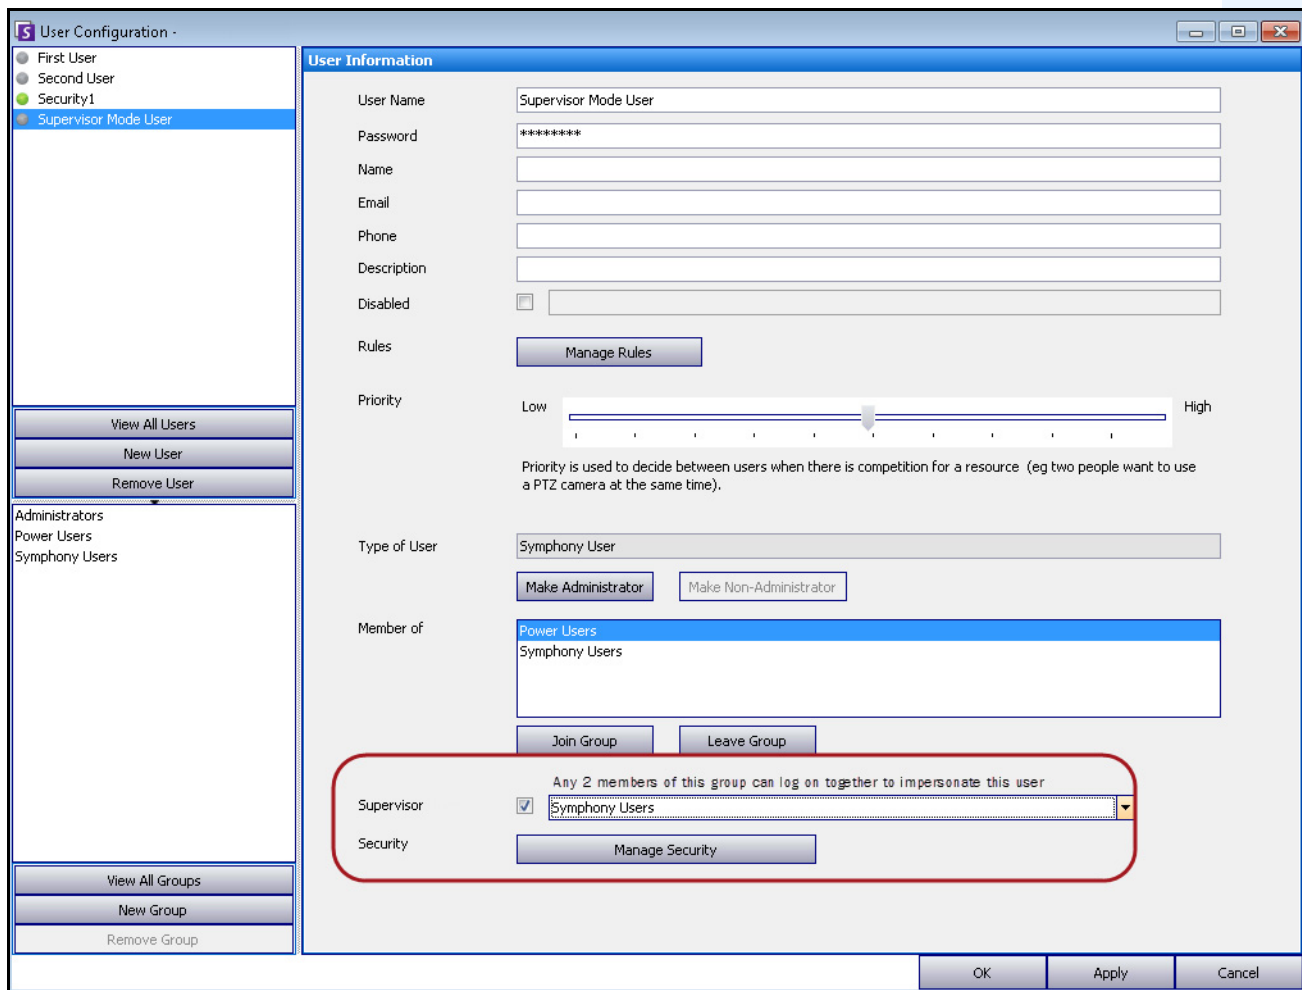 User Configuration -
First User
Second User
Security1
Supervisor Mode User
View All Users
New User
Remove User
Administrators
Power Users
Symphony Users
View All Groups
New Group
Remove Group
User Information
User Name
Supervisor Mode User
Password
********
Name
Email
Phone
Description
Disabled
Rules
Manage Rules
Priority
Low
High
Priority is used to decide between users when there is competition for a resource (eg two people want to use
a PTZ camera at the same time).
Type of User
Symphony User
Make Administrator
Make Non-Administrator
Member of
Power Users
Symphony Users
Join Group
Leave Group
Any 2 members of this group can log on together to impersonate this user
Supervisor
Symphony Users
Security
Manage Security
OK
Apply
Cancel